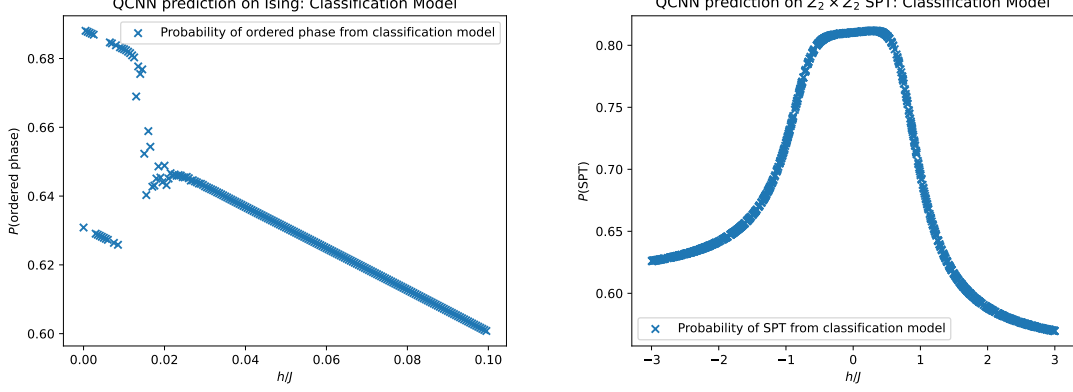 QCNN prediction on Ising: Classification Model
Probability of ordered phase from classification model
P(ordered phase)
0.68
0.66
0.64
0.62
0.60
0.00 0.02 0.04 0.06 0.08 0.10
h/J
QCNN prediction on Z₂ × Z₂ SPT: Classification Model
P(SPT)
0.80
0.75
0.70
0.65
0.60
Probability of SPT from classification model
−3 −2 −1 0 1 2 3
h/J